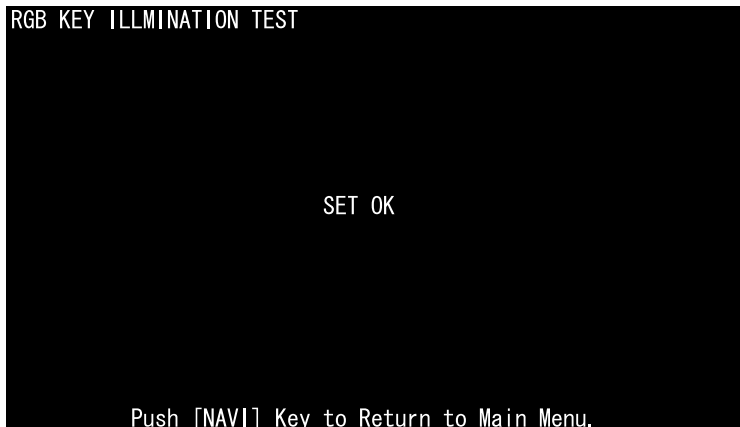 RGB KEY ILLMINATION TEST
SET OK
Push [NAVI] Key to Return to Main Menu.